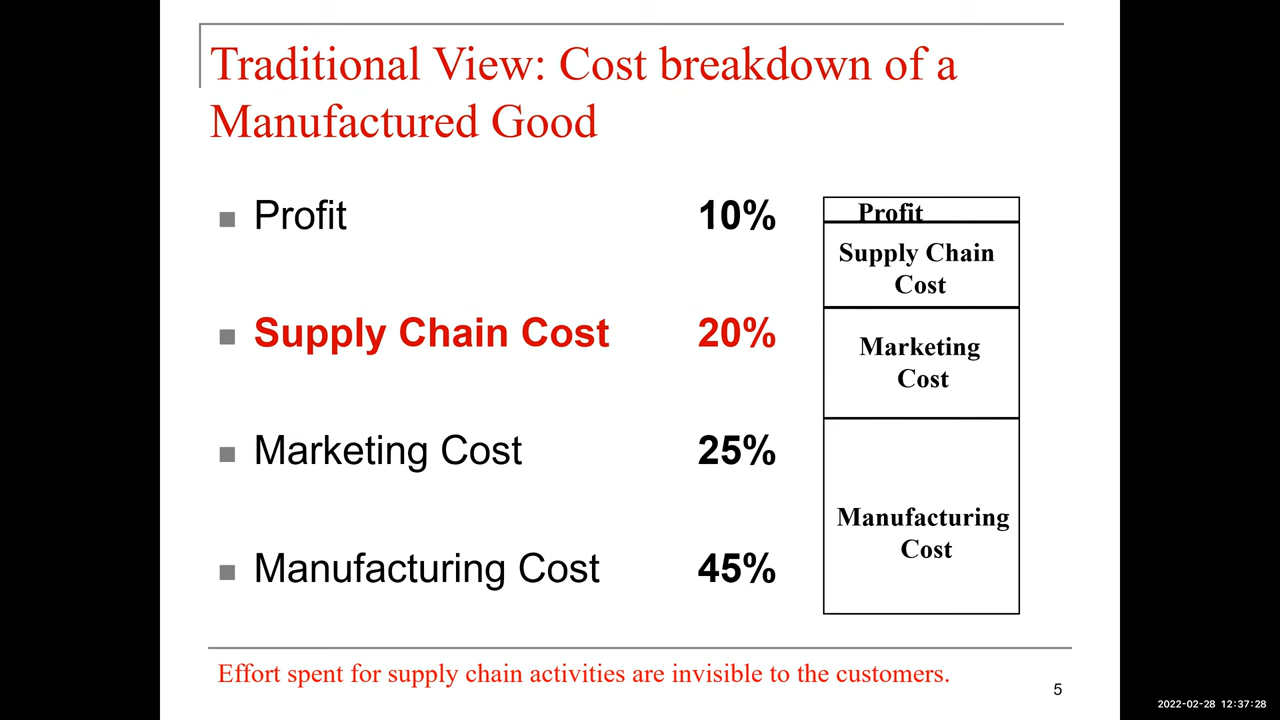 Traditional View: Cost breakdown of a
Manufactured Good
Profit 10%
Supply Chain Cost 20%
Marketing Cost 25%
Manufacturing Cost 45%
Profit
Supply Chain
Cost
Marketing
Cost
Manufacturing
Cost
Effort spent for supply chain activities are invisible to the customers.
5
2022-02-28 12:37:28